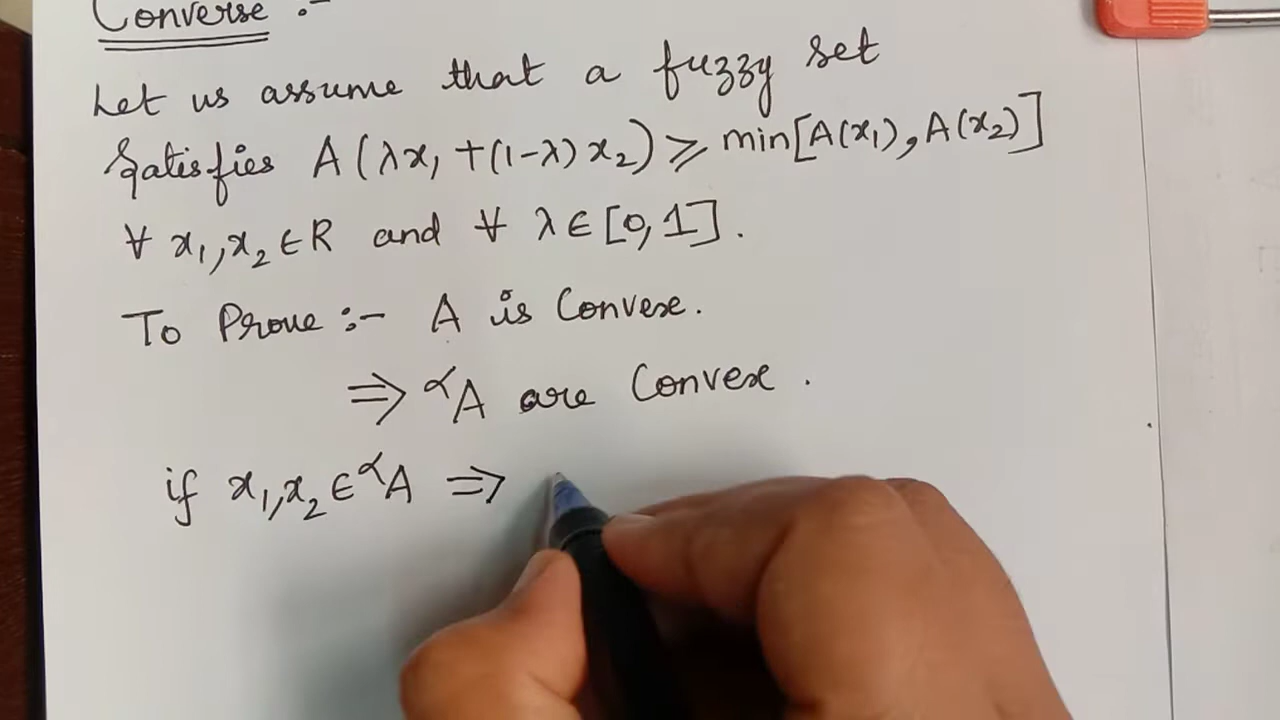 Converse :-
Let us assume that a fuzzy set
Satisfies A(λx₁ + (1-λ) x₂) ⩾ min[A(x₁), A(x₂)]
∀ x₁, x₂ ∈ R and ∀ λ ∈ [0, 1].
To Prove :- A is Convex.
⇒ ᵅA are Convex.
if x₁, x₂ ∈ ᵅA ⇒